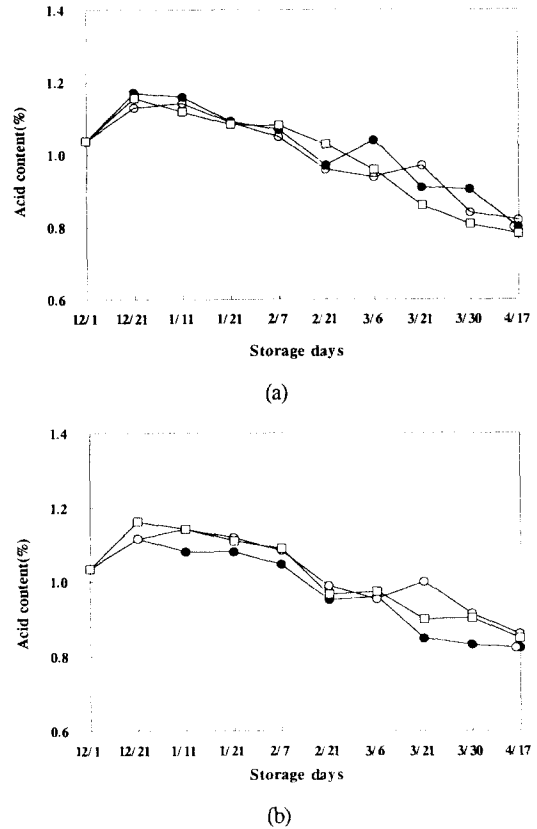 1.4
1.2
1.0
0.8
0.6
Acid content(%)
12/1 12/21 1/11 1/21 2/7 2/21 3/6 3/21 3/30 4/17
Storage days
(a)
1.4
1.2
1.0
0.8
0.6
Acid content(%)
12/1 12/21 1/11 1/21 2/7 2/21 3/6 3/21 3/30 4/17
Storage days
(b)